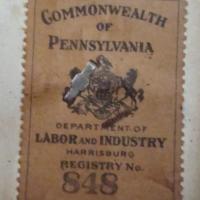 COMMONWEALTH
OF
PENNSYLVANIA
DEPARTMENT OF
LABOR AND INDUSTRY
HARRISBURG
REGISTRY No.
848